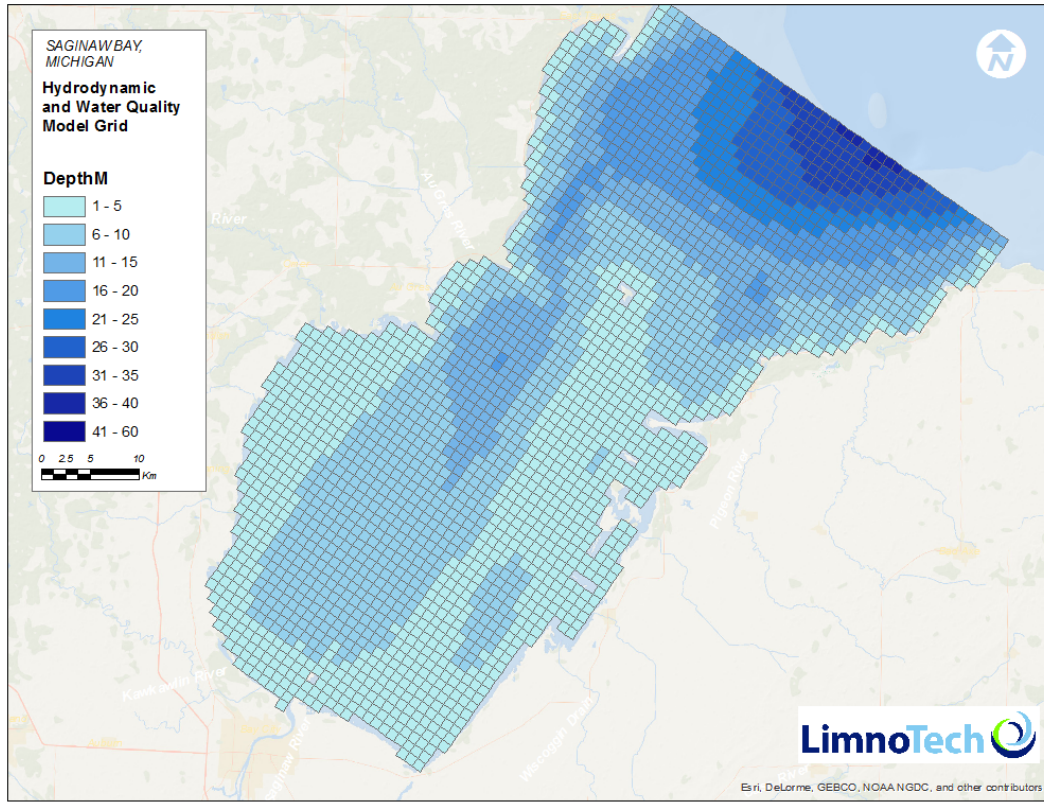 SAGINAW BAY,
MICHIGAN
Hydrodynamic
and Water Quality
Model Grid
DepthM
1 - 5
6 - 10
11 - 15
16 - 20
21 - 25
26 - 30
31 - 35
36 - 40
41 - 60
0 2.5 5 10
Km
N
River
Au Gres River
Pigeon River
Kawkawlin River
Saginaw River
Wiscoggin Drain
River
LimnoTech
Esri, DeLorme, GEBCO, NOAA NGDC, and other contributors